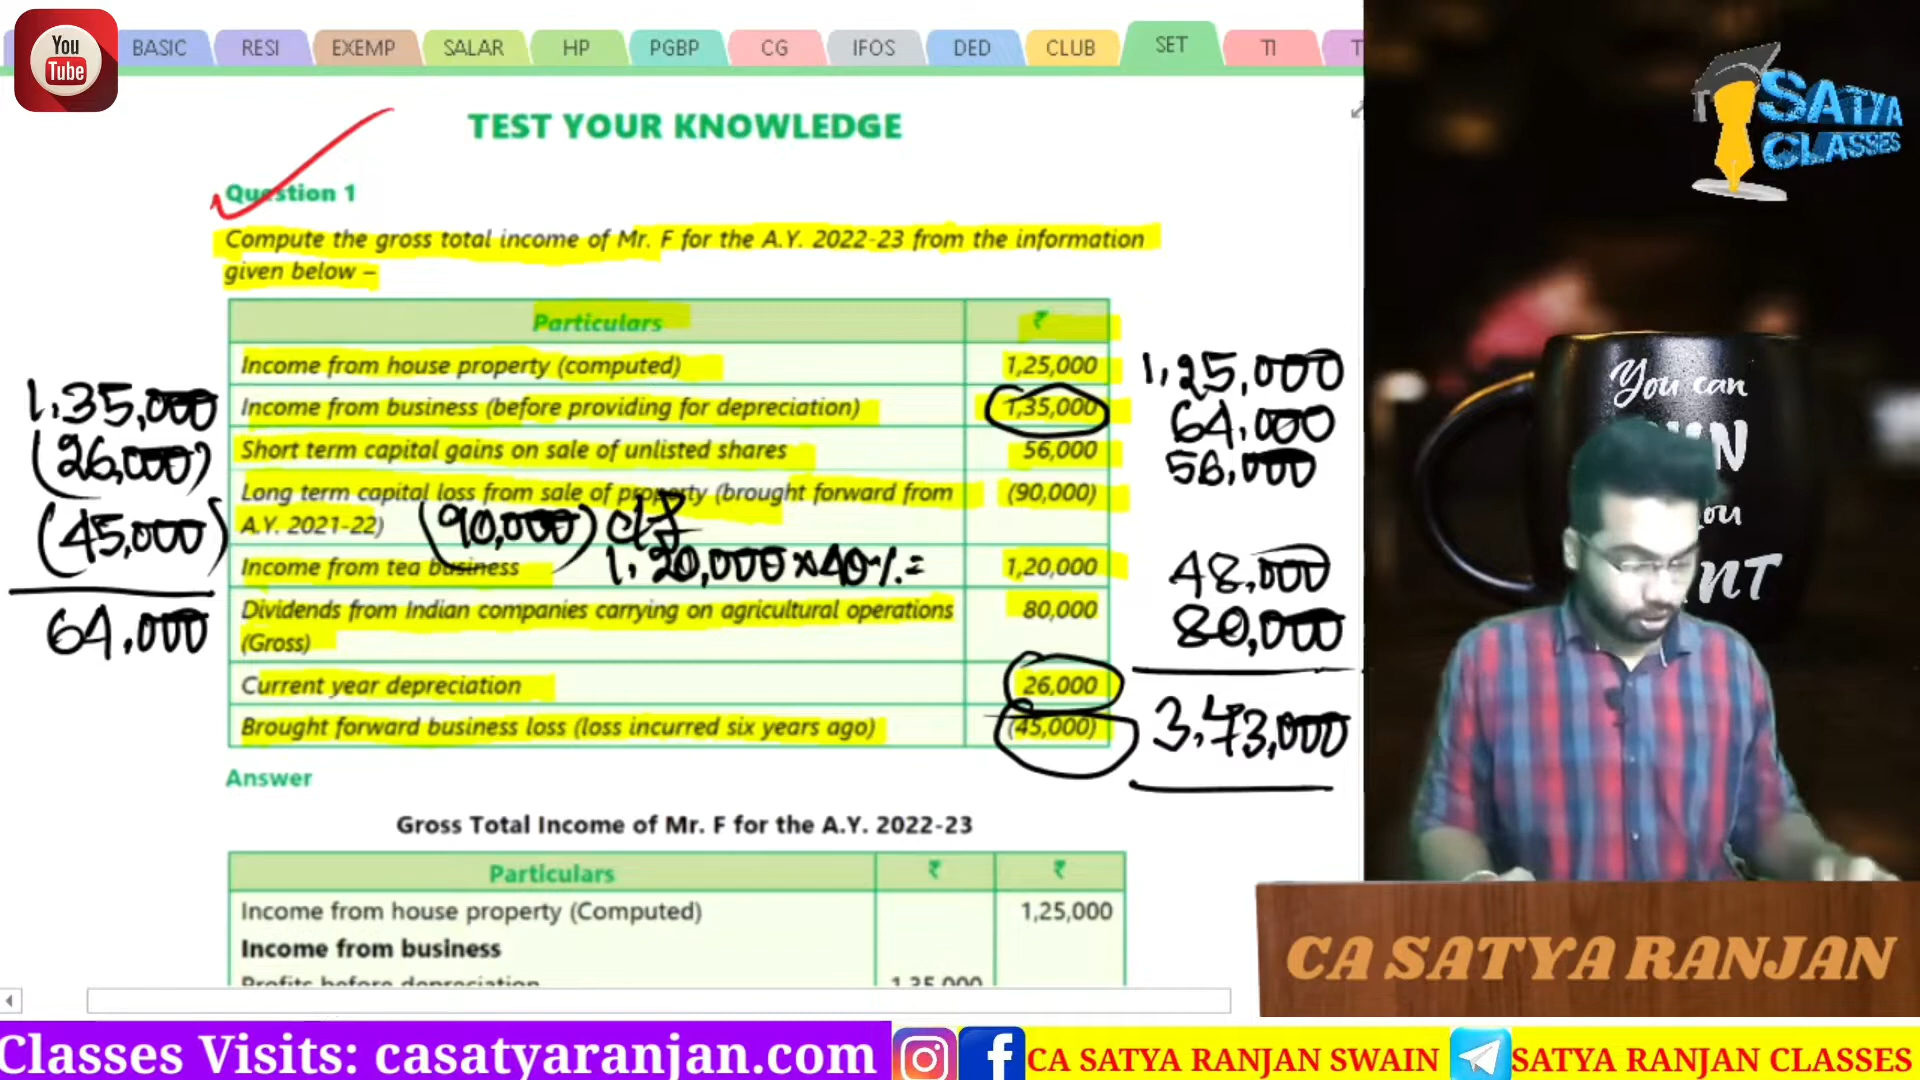 You
Tube
BASIC RESI EXEMP SALAR HP PGBP CG IFOS DED CLUB SET TI T
SATYA
CLASSES
TEST YOUR KNOWLEDGE
Question 1
Compute the gross total income of Mr. F for the A.Y. 2022-23 from the information
given below –
Particulars ₹
Income from house property (computed) 1,25,000
Income from business (before providing for depreciation) 1,35,000
Short term capital gains on sale of unlisted shares 56,000
Long term capital loss from sale of property (brought forward from
A.Y. 2021-22) (90,000)
Income from tea business 1,20,000
Dividends from Indian companies carrying on agricultural operations
(Gross) 80,000
Current year depreciation 26,000
Brought forward business loss (loss incurred six years ago) (45,000)
1,35,000
(26,000)
(45,000)
64,000
(90,000) c/f
1,20,000 × 40% =
1,25,000
64,000
56,000
48,000
80,000
3,73,000
Answer
Gross Total Income of Mr. F for the A.Y. 2022-23
Particulars ₹ ₹
Income from house property (Computed) 1,25,000
Income from business
Profits before depreciation 1,35,000
You can
NT
CA SATYA RANJAN
Classes Visits: casatyaranjan.com
CA SATYA RANJAN SWAIN
SATYA RANJAN CLASSES